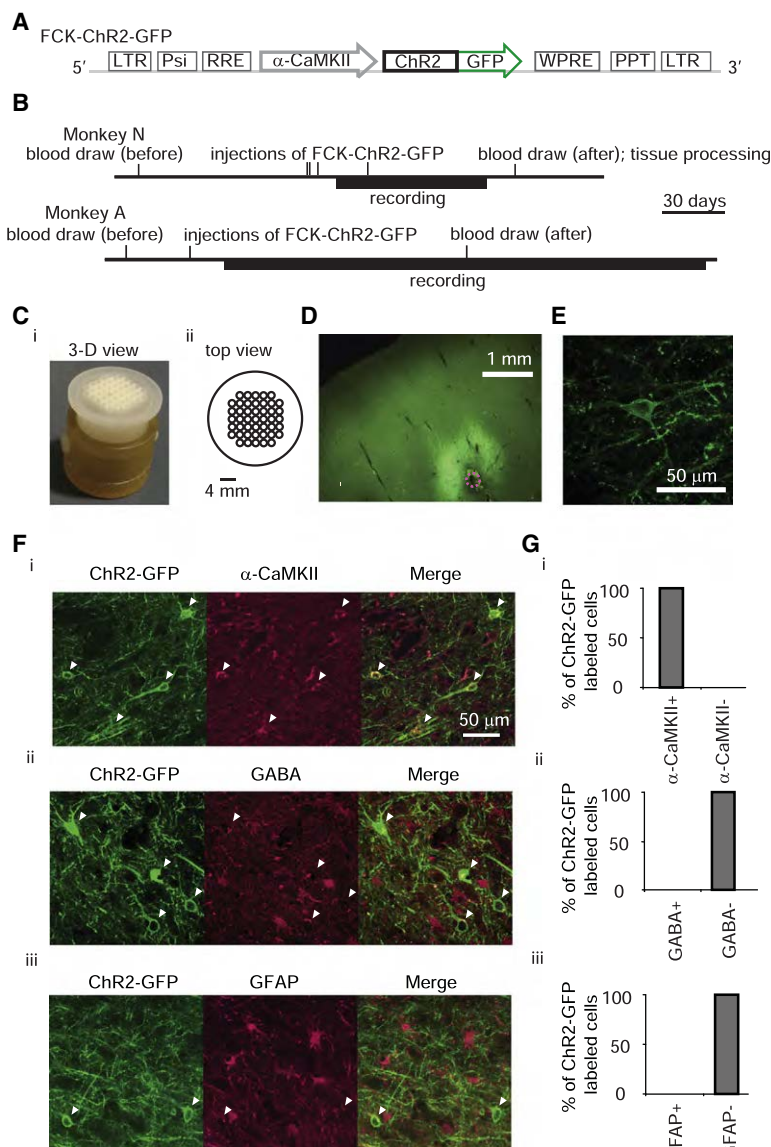 A
FCK-ChR2-GFP
5′ LTR Psi RRE α-CaMKII ChR2 GFP WPRE PPT LTR 3′
B
Monkey N
blood draw (before) injections of FCK-ChR2-GFP blood draw (after); tissue processing
recording
30 days
Monkey A
blood draw (before) injections of FCK-ChR2-GFP blood draw (after)
recording
C
i
3-D view
ii
top view
4 mm
D
1 mm
E
50 μm
F
i
ChR2-GFP α-CaMKII Merge
50 μm
ii
ChR2-GFP GABA Merge
iii
ChR2-GFP GFAP Merge
G
i
% of ChR2-GFP
labeled cells
100
50
0
α-CaMKII+
α-CaMKII-
ii
% of ChR2-GFP
labeled cells
100
50
0
GABA+
GABA-
iii
% of ChR2-GFP
labeled cells
100
50
0
FAP+
FAP-